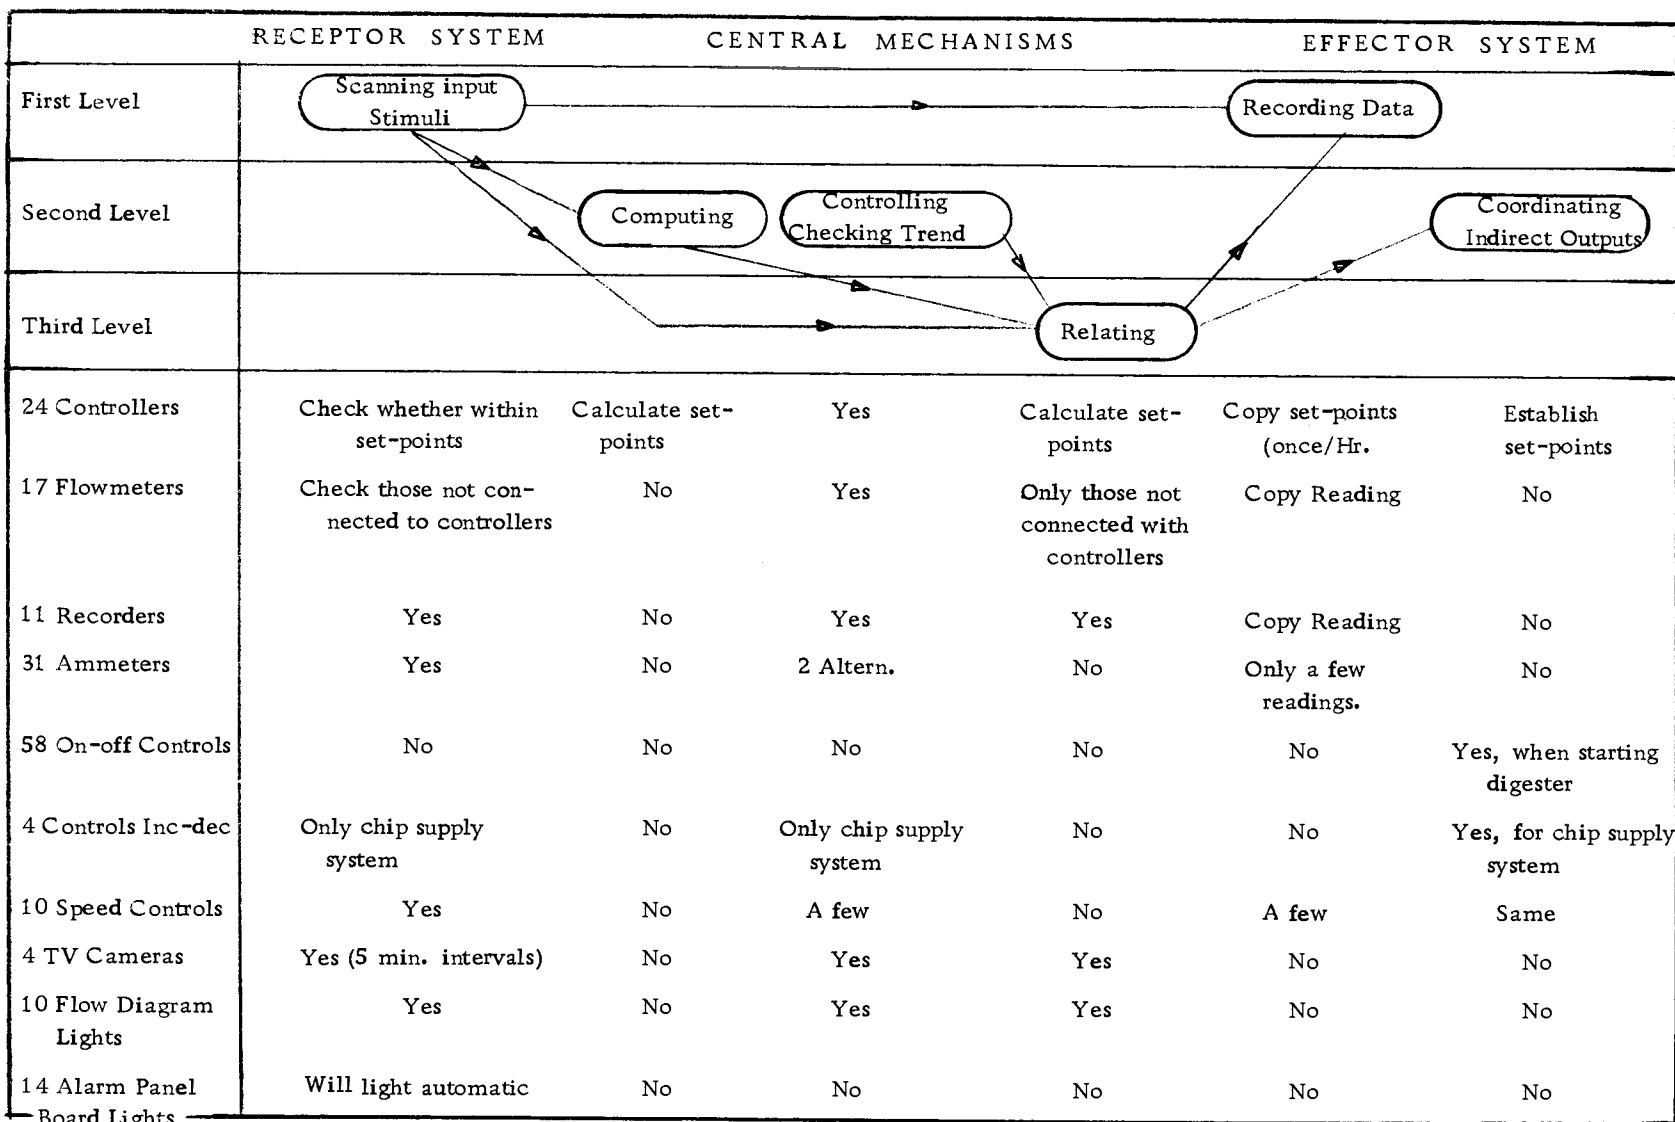 RECEPTOR SYSTEM CENTRAL MECHANISMS EFFECTOR SYSTEM
First Level
Scanning input
Stimuli
Recording Data
Second Level
Computing
Controlling
Checking Trend
Coordinating
Indirect Outputs
Third Level
Relating
24 Controllers Check whether within Calculate set- Yes Calculate set- Copy set-points Establish
set-points points points (once/Hr. set-points
17 Flowmeters Check those not con- No Yes Only those not Copy Reading No
nected to controllers connected with
controllers
11 Recorders Yes No Yes Yes Copy Reading No
31 Ammeters Yes No 2 Altern. No Only a few No
readings.
58 On-off Controls No No No No No Yes, when starting
digester
4 Controls Inc-dec Only chip supply No Only chip supply No No Yes, for chip supply
system system system
10 Speed Controls Yes No A few No A few Same
4 TV Cameras Yes (5 min. intervals) No Yes Yes No No
10 Flow Diagram Yes No Yes Yes No No
Lights
14 Alarm Panel Will light automatic No No No No No
Board Lights